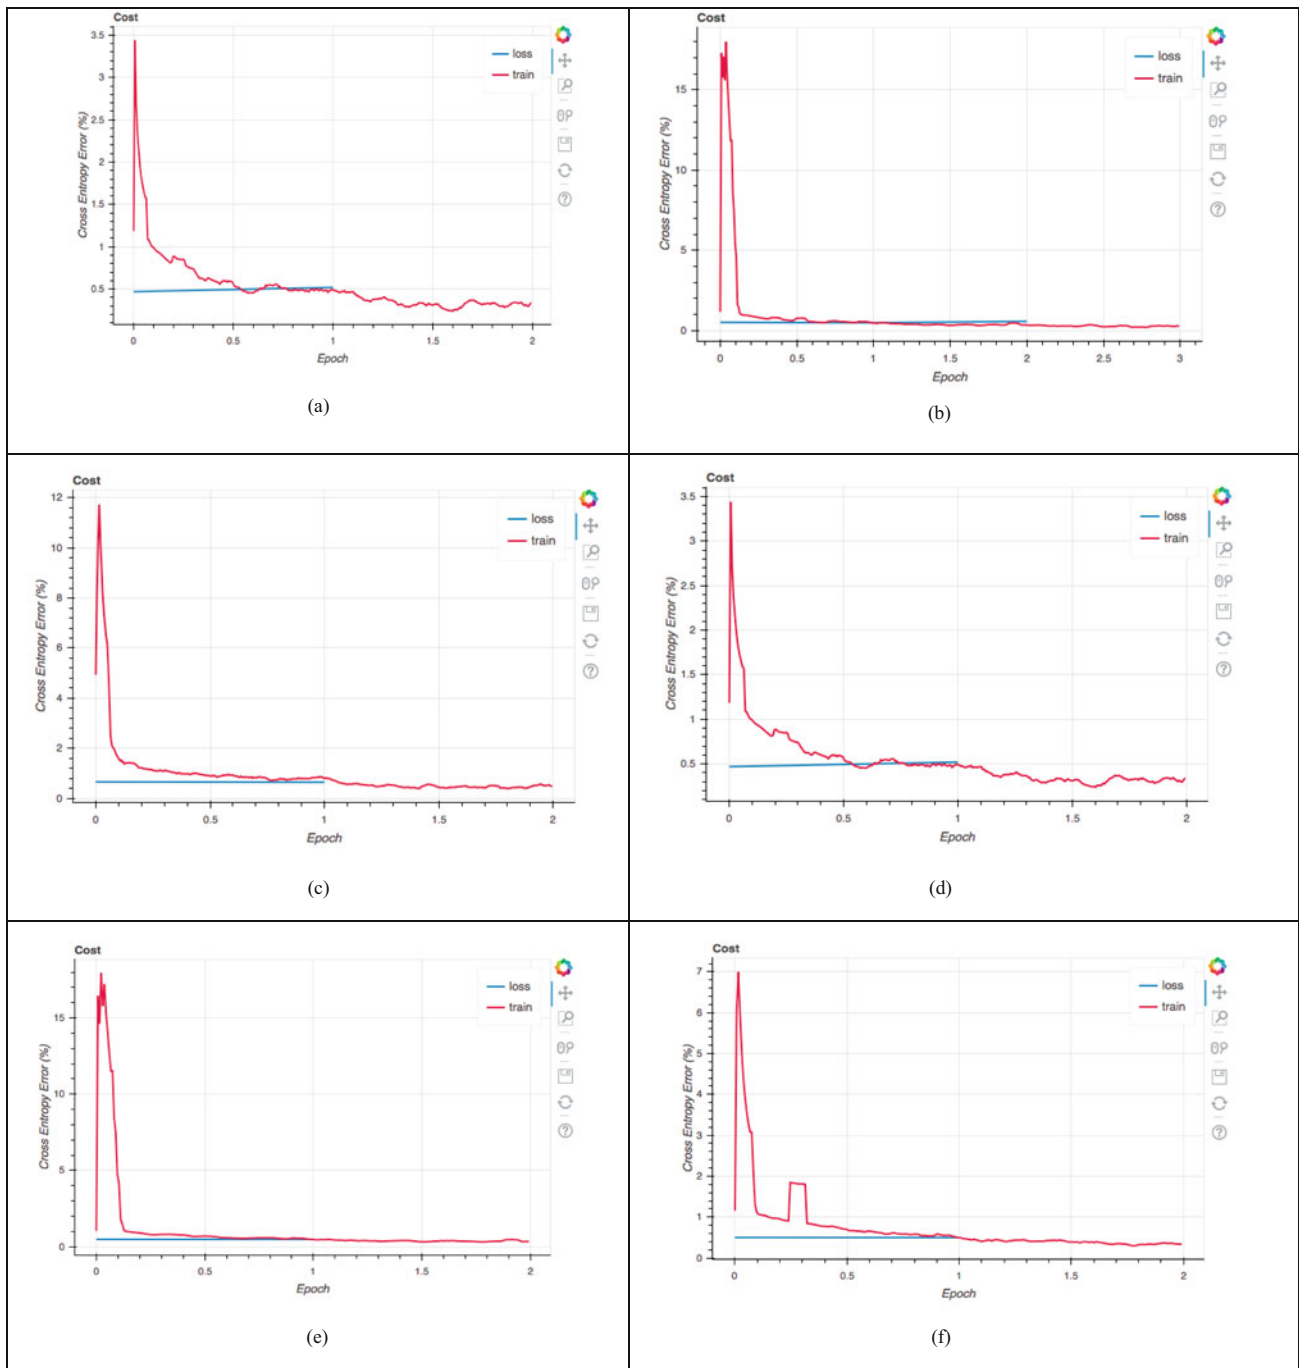 Cost
3.5
3
2.5
2
1.5
1
0.5
Cross Entropy Error (%)
loss
train
0 0.5 1 1.5 2
Epoch
(a)
Cost
15
10
5
0
Cross Entropy Error (%)
loss
train
0 0.5 1 1.5 2 2.5 3
Epoch
(b)
Cost
12
10
8
6
4
2
0
Cross Entropy Error (%)
loss
train
0 0.5 1 1.5 2
Epoch
(c)
Cost
3.5
3
2.5
2
1.5
1
0.5
Cross Entropy Error (%)
loss
train
0 0.5 1 1.5 2
Epoch
(d)
Cost
15
10
5
0
Cross Entropy Error (%)
loss
train
0 0.5 1 1.5 2
Epoch
(e)
Cost
7
6
5
4
3
2
1
0
Cross Entropy Error (%)
loss
train
0 0.5 1 1.5 2
Epoch
(f)